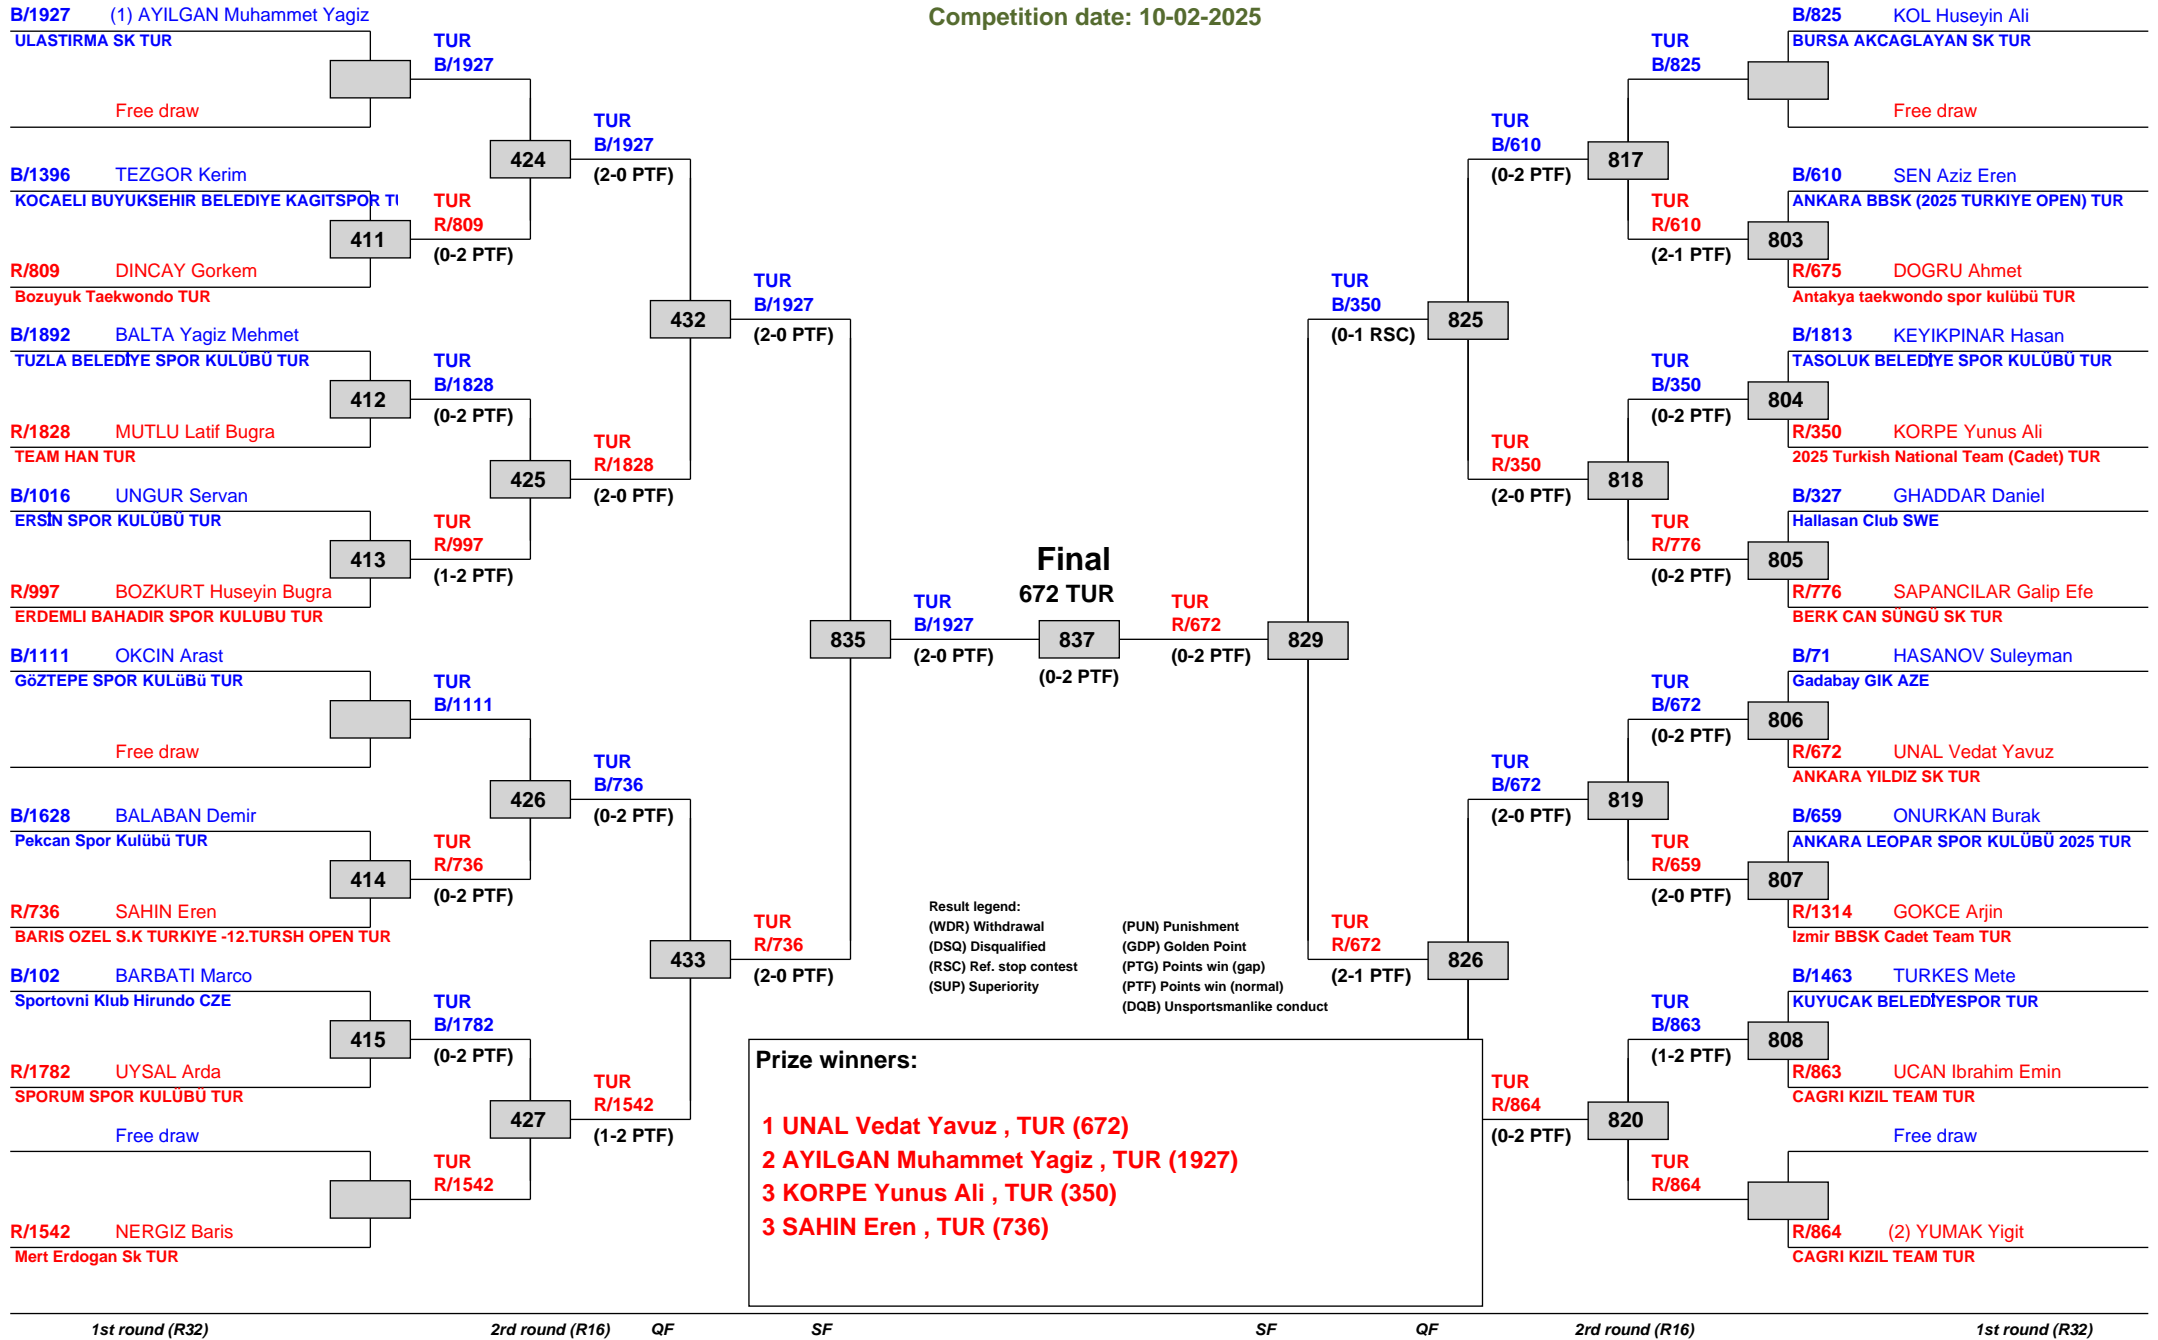 Competition date: 10-02-2025
B/1927 (1) AYILGAN Muhammet Yagiz
ULASTIRMA SK TUR
Free draw
B/1396 TEZGOR Kerim
KOCAELI BUYUKSEHIR BELEDIYE KAGITSPOR TU
411
R/809 DINCAY Gorkem
Bozuyuk Taekwondo TUR
B/1892 BALTA Yagiz Mehmet
TUZLA BELEDİYE SPOR KULÜBÜ TUR
412
R/1828 MUTLU Latif Bugra
TEAM HAN TUR
B/1016 UNGUR Servan
ERSİN SPOR KULÜBÜ TUR
413
R/997 BOZKURT Huseyin Bugra
ERDEMLI BAHADIR SPOR KULUBU TUR
B/1111 OKCIN Arast
GöZTEPE SPOR KULüBü TUR
Free draw
B/1628 BALABAN Demir
Pekcan Spor Kulübü TUR
414
R/736 SAHIN Eren
BARIS OZEL S.K TURKIYE -12.TURSH OPEN TUR
B/102 BARBATI Marco
Sportovni Klub Hirundo CZE
415
R/1782 UYSAL Arda
SPORUM SPOR KULÜBÜ TUR
Free draw
R/1542 NERGIZ Baris
Mert Erdogan Sk TUR
TUR
B/1927
424
TUR
R/809
(0-2 PTF)
TUR
B/1828
(0-2 PTF)
425
TUR
R/997
(1-2 PTF)
TUR
B/1111
426
TUR
R/736
(0-2 PTF)
TUR
B/1782
(0-2 PTF)
427
TUR
R/1542
TUR
B/1927
(2-0 PTF)
432
TUR
R/1828
(2-0 PTF)
TUR
B/736
(0-2 PTF)
433
TUR
R/1542
(1-2 PTF)
TUR
B/1927
(2-0 PTF)
835
TUR
R/736
(2-0 PTF)
TUR
B/1927
(2-0 PTF)
Final
672 TUR
837
(0-2 PTF)
TUR
R/672
(0-2 PTF)
829
TUR
B/350
(0-1 RSC)
825
TUR
R/672
(2-1 PTF)
826
TUR
B/610
(0-2 PTF)
817
TUR
R/350
(2-0 PTF)
818
TUR
B/672
(2-0 PTF)
819
TUR
R/864
(0-2 PTF)
820
TUR
B/825
TUR
R/610
(2-1 PTF)
TUR
B/350
(0-2 PTF)
TUR
R/776
(0-2 PTF)
TUR
B/672
(0-2 PTF)
TUR
R/659
(2-0 PTF)
TUR
B/863
(1-2 PTF)
TUR
R/864
B/825 KOL Huseyin Ali
BURSA AKCAGLAYAN SK TUR
Free draw
B/610 SEN Aziz Eren
ANKARA BBSK (2025 TURKIYE OPEN) TUR
803
R/675 DOGRU Ahmet
Antakya taekwondo spor kulübü TUR
B/1813 KEYIKPINAR Hasan
TASOLUK BELEDİYE SPOR KULÜBÜ TUR
804
R/350 KORPE Yunus Ali
2025 Turkish National Team (Cadet) TUR
B/327 GHADDAR Daniel
Hallasan Club SWE
805
R/776 SAPANCILAR Galip Efe
BERK CAN SÜNGÜ SK TUR
B/71 HASANOV Suleyman
Gadabay GIK AZE
806
R/672 UNAL Vedat Yavuz
ANKARA YILDIZ SK TUR
B/659 ONURKAN Burak
ANKARA LEOPAR SPOR KULÜBÜ 2025 TUR
807
R/1314 GOKCE Arjin
Izmir BBSK Cadet Team TUR
B/1463 TURKES Mete
KUYUCAK BELEDİYESPOR TUR
808
R/863 UCAN Ibrahim Emin
CAGRI KIZIL TEAM TUR
Free draw
R/864 (2) YUMAK Yigit
CAGRI KIZIL TEAM TUR
Result legend:
(WDR) Withdrawal (PUN) Punishment
(DSQ) Disqualified (GDP) Golden Point
(RSC) Ref. stop contest (PTG) Points win (gap)
(SUP) Superiority (PTF) Points win (normal)
(DQB) Unsportsmanlike conduct
Prize winners:
1 UNAL Vedat Yavuz , TUR (672)
2 AYILGAN Muhammet Yagiz , TUR (1927)
3 KORPE Yunus Ali , TUR (350)
3 SAHIN Eren , TUR (736)
1st round (R32) 2rd round (R16) QF SF SF QF 2rd round (R16) 1st round (R32)